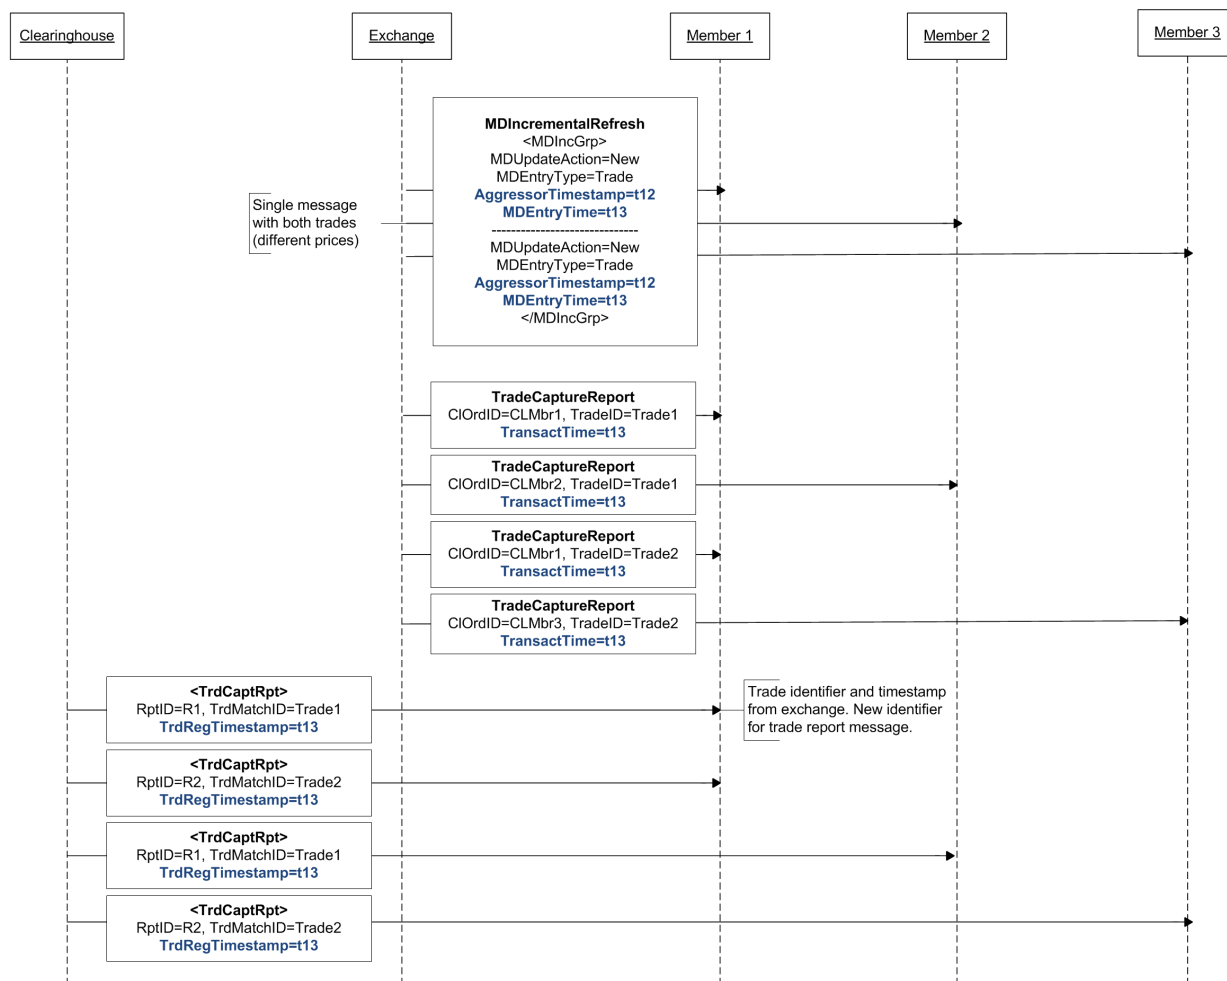 Clearinghouse
Exchange
Member 1
Member 2
Member 3
MDIncrementalRefresh
<MDIncGrp>
MDUpdateAction=New
MDEntryType=Trade
AggressorTimestamp=t12
MDEntryTime=t13
------------------------------
MDUpdateAction=New
MDEntryType=Trade
AggressorTimestamp=t12
MDEntryTime=t13
</MDIncGrp>
Single message
with both trades
(different prices)
TradeCaptureReport
ClOrdID=CLMbr1, TradeID=Trade1
TransactTime=t13
TradeCaptureReport
ClOrdID=CLMbr2, TradeID=Trade1
TransactTime=t13
TradeCaptureReport
ClOrdID=CLMbr1, TradeID=Trade2
TransactTime=t13
TradeCaptureReport
ClOrdID=CLMbr3, TradeID=Trade2
TransactTime=t13
<TrdCaptRpt>
RptID=R1, TrdMatchID=Trade1
TrdRegTimestamp=t13
Trade identifier and timestamp
from exchange. New identifier
for trade report message.
<TrdCaptRpt>
RptID=R2, TrdMatchID=Trade2
TrdRegTimestamp=t13
<TrdCaptRpt>
RptID=R1, TrdMatchID=Trade1
TrdRegTimestamp=t13
<TrdCaptRpt>
RptID=R2, TrdMatchID=Trade2
TrdRegTimestamp=t13